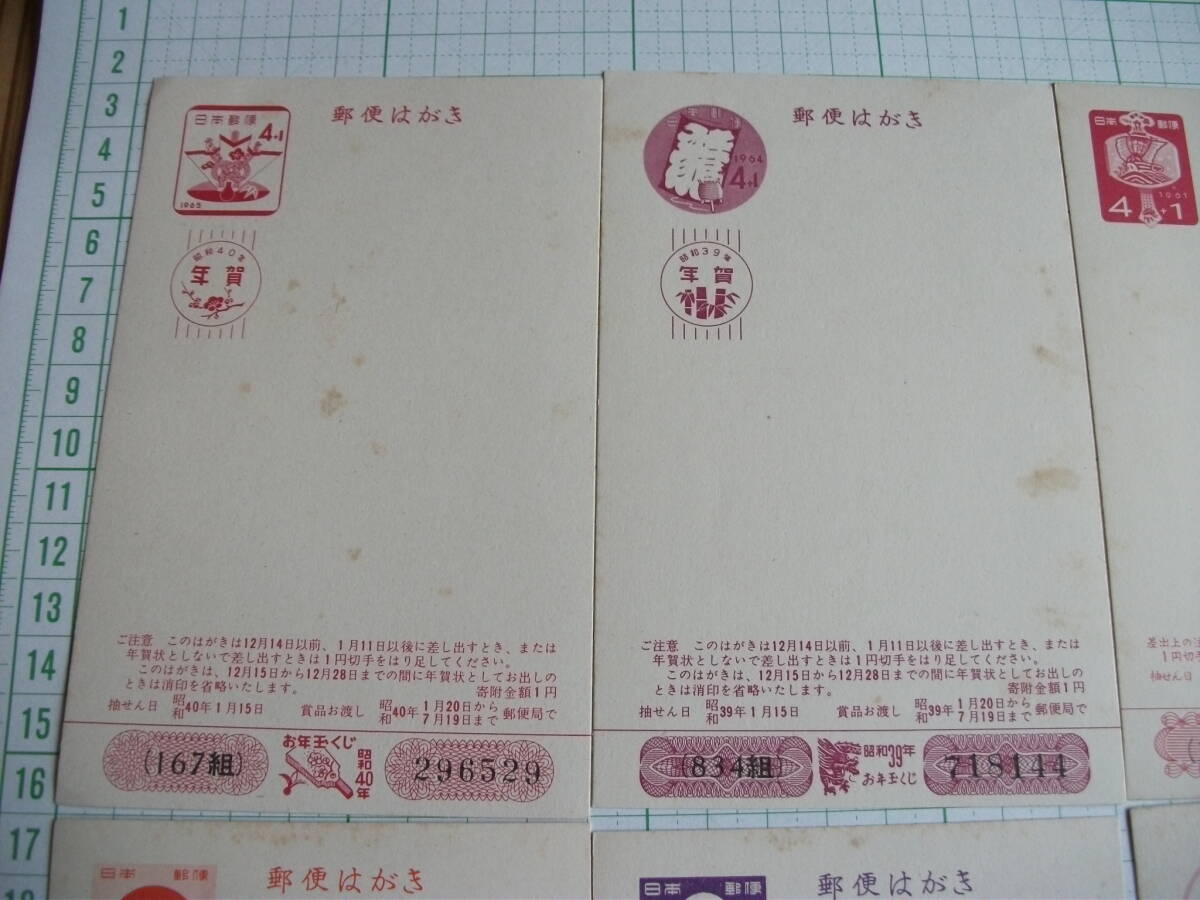 1
2
3
4
5
6
7
8
9
10
11
12
13
14
15
16
17
日本郵便
4+1
1965
郵便はがき
昭和40年
年賀
ご注意 このはがきは12月14日以前、1月11日以後に差し出すとき、または
年賀状としないで差し出すときは1円切手をはり足してください。
このはがきは、12月15日から12月28日までの間に年賀状としてお出しの
ときは消印を省略いたします。 寄附金額1円
抽せん日 昭和40年1月15日 賞品お渡し 昭和40年 1月20日から 7月19日まで 郵便局で
(167組)
お年玉くじ
昭和40年
296529
日本郵便
1964
4+1
郵便はがき
昭和39年
年賀
ご注意 このはがきは12月14日以前、1月11日以後に差し出すとき、または
年賀状としないで差し出すときは1円切手をはり足してください。
このはがきは、12月15日から12月28日までの間に年賀状としてお出しの
ときは消印を省略いたします。 寄附金額1円
抽せん日 昭和39年1月15日 賞品お渡し 昭和39年 1月20日から 7月19日まで 郵便局で
(834組)
昭和39年
お年玉くじ
718144
日本郵便
1961
4+1
差出上の
1円切手
抽せん日
日本郵便
郵便はがき
日本郵便
郵便はがき